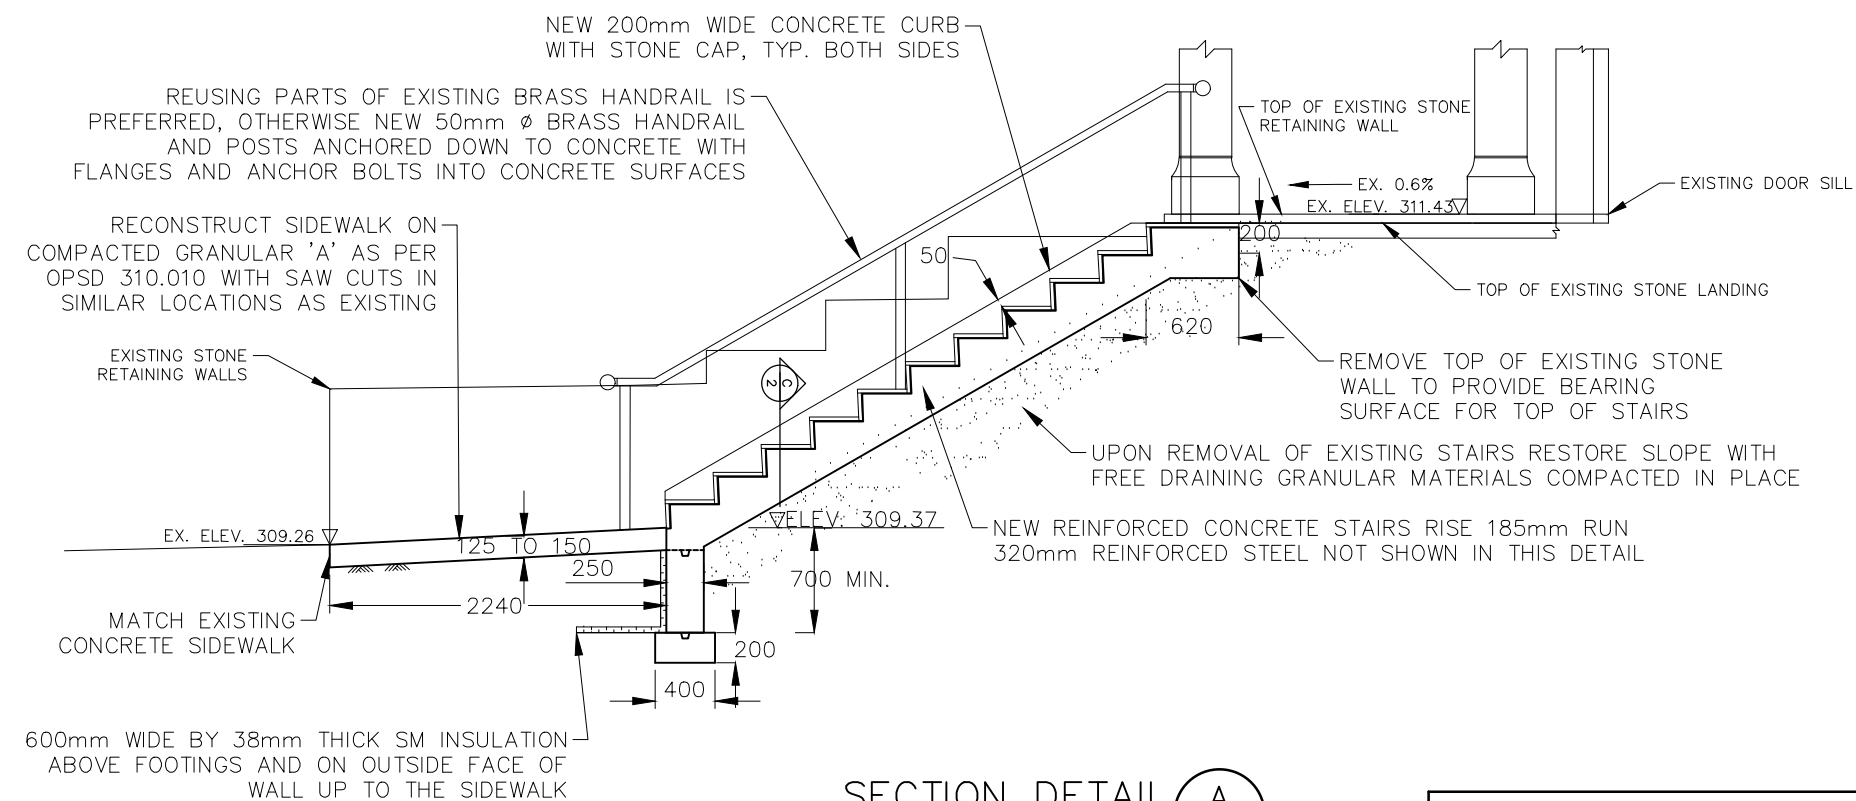 NEW 200mm WIDE CONCRETE CURB
WITH STONE CAP, TYP. BOTH SIDES
REUSING PARTS OF EXISTING BRASS HANDRAIL IS
PREFERRED, OTHERWISE NEW 50mm ø BRASS HANDRAIL
AND POSTS ANCHORED DOWN TO CONCRETE WITH
FLANGES AND ANCHOR BOLTS INTO CONCRETE SURFACES
TOP OF EXISTING STONE
RETAINING WALL
EX. 0.6%
EX. ELEV. 311.43
EXISTING DOOR SILL
RECONSTRUCT SIDEWALK ON
COMPACTED GRANULAR 'A' AS PER
OPSD 310.010 WITH SAW CUTS IN
SIMILAR LOCATIONS AS EXISTING
200
50
TOP OF EXISTING STONE LANDING
620
EXISTING STONE
RETAINING WALLS
C
2
REMOVE TOP OF EXISTING STONE
WALL TO PROVIDE BEARING
SURFACE FOR TOP OF STAIRS
UPON REMOVAL OF EXISTING STAIRS RESTORE SLOPE WITH
FREE DRAINING GRANULAR MATERIALS COMPACTED IN PLACE
ELEV. 309.37
NEW REINFORCED CONCRETE STAIRS RISE 185mm RUN
320mm REINFORCED STEEL NOT SHOWN IN THIS DETAIL
EX. ELEV. 309.26
125 TO 150
250
700 MIN.
2240
MATCH EXISTING
CONCRETE SIDEWALK
200
400
600mm WIDE BY 38mm THICK SM INSULATION
ABOVE FOOTINGS AND ON OUTSIDE FACE OF
WALL UP TO THE SIDEWALK
SECTION DETAIL A